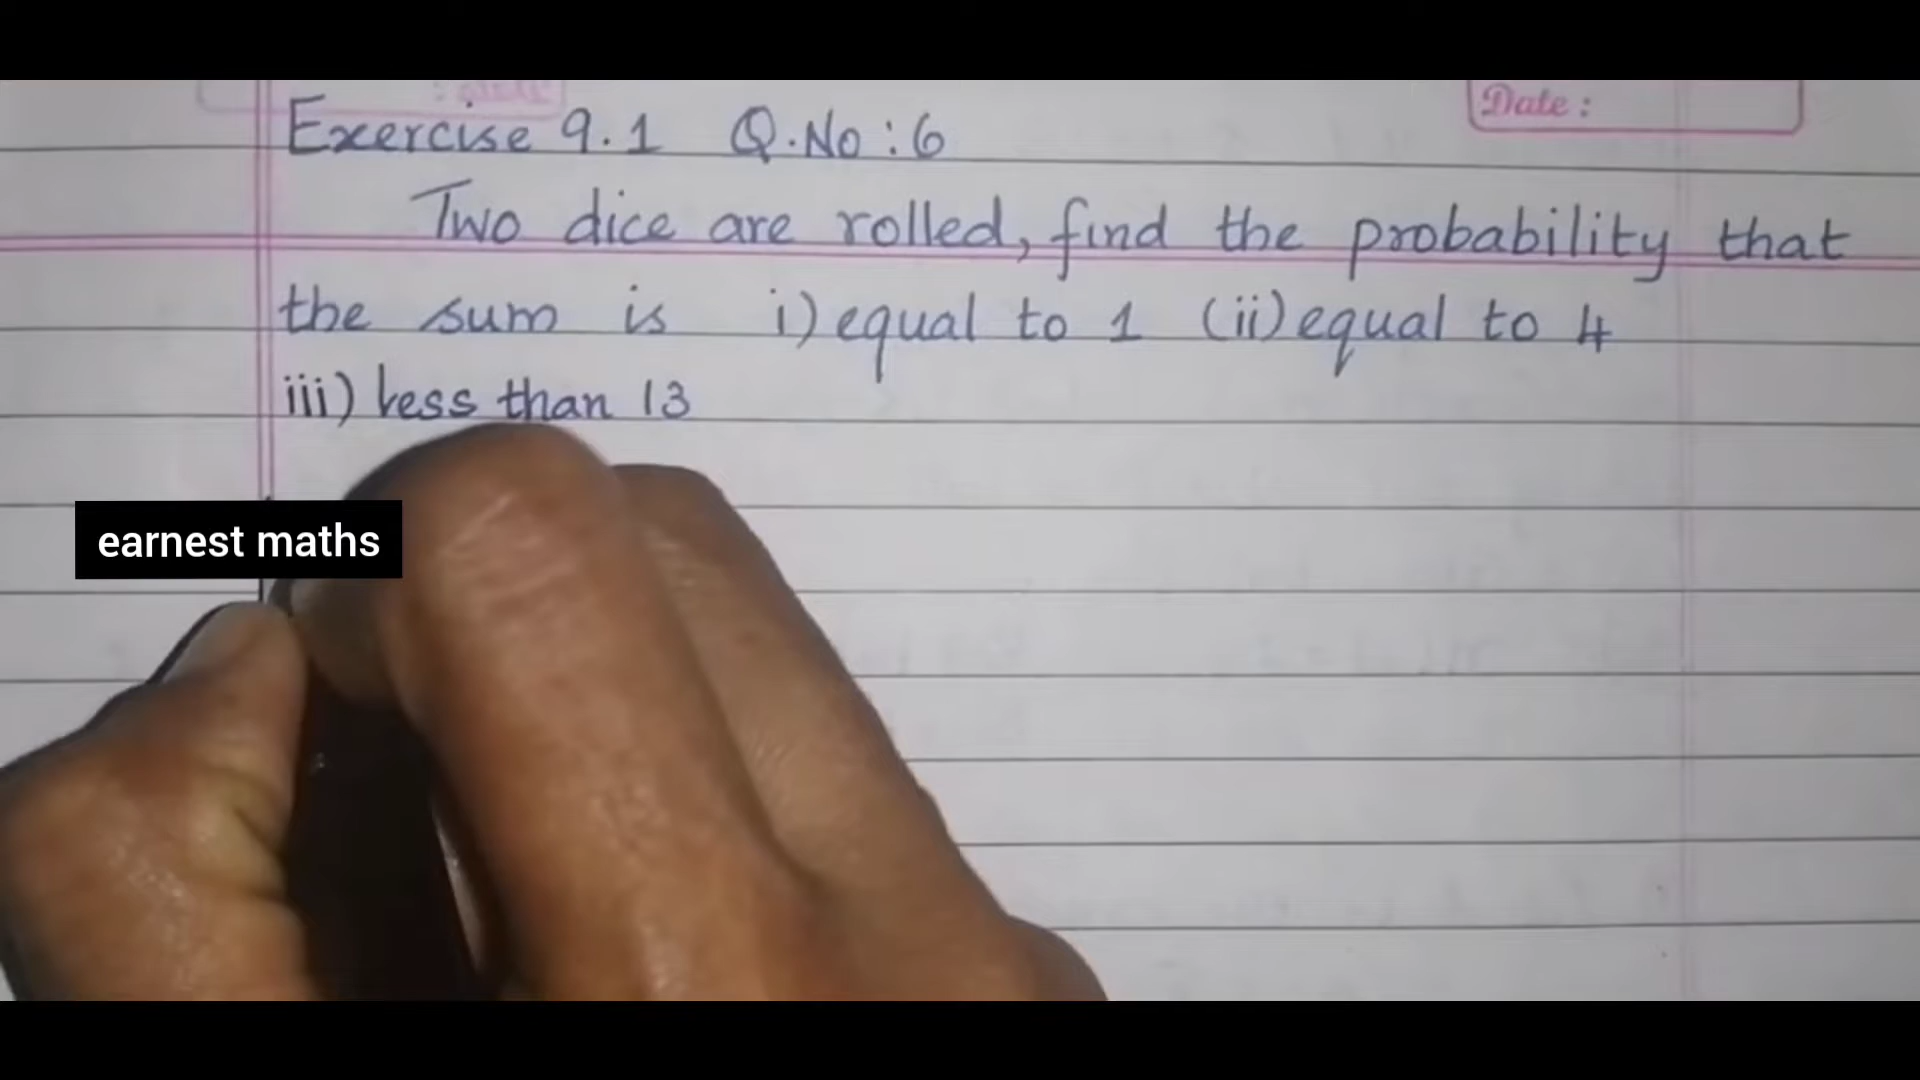 Date :
Exercise 9.1 Q.No : 6
Two dice are rolled, find the probability that
the sum is i) equal to 1 (ii) equal to 4
iii) less than 13
earnest maths